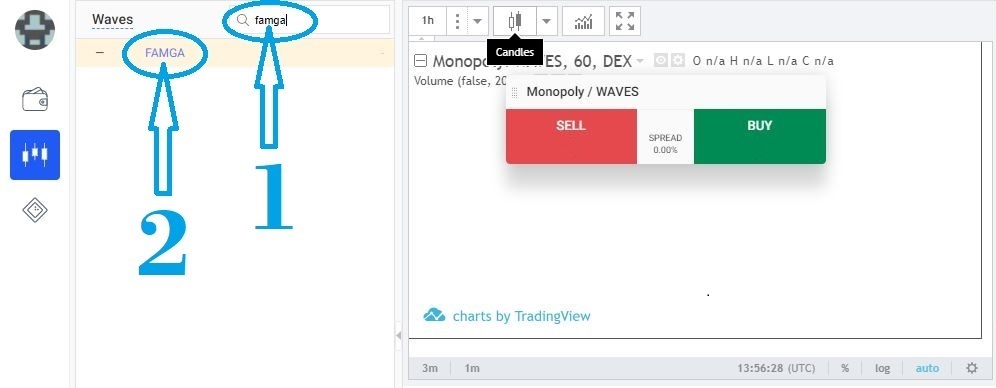 Waves
famga
FAMGA
1
2
1h
Candles
Monopoly/ ES, 60, DEX O n/a H n/a L n/a C n/a
Volume (false, 20
Monopoly / WAVES
SELL
SPREAD
0.00%
BUY
charts by TradingView
3m 1m 13:56:28 (UTC) % log auto